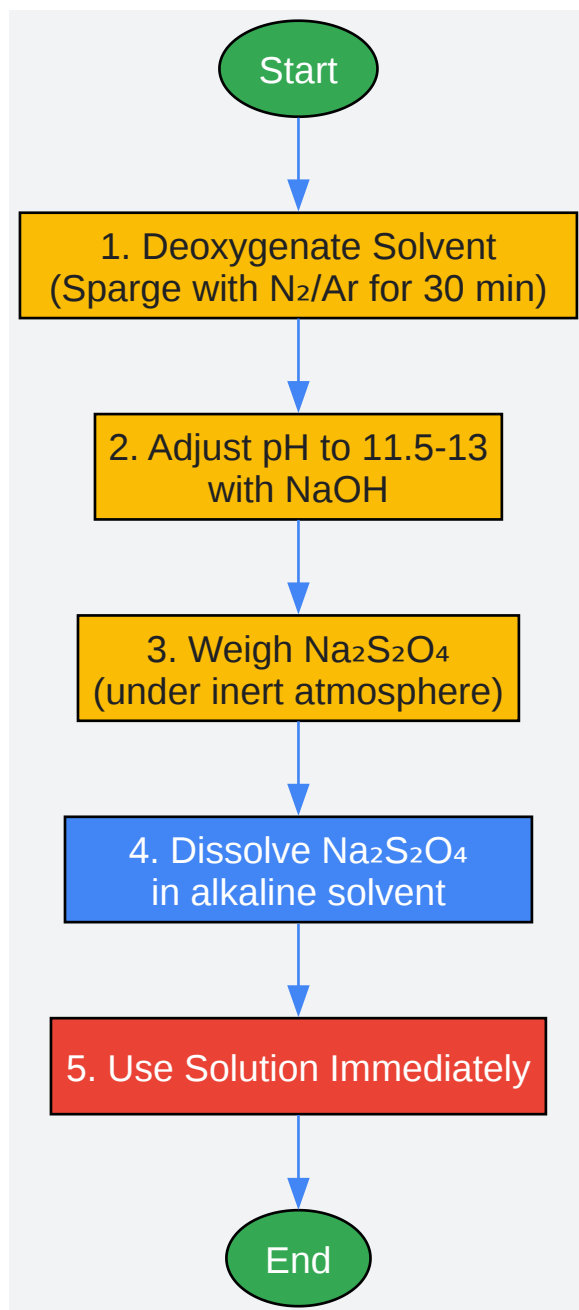 Start
1. Deoxygenate Solvent
(Sparge with N₂/Ar for 30 min)
2. Adjust pH to 11.5-13
with NaOH
3. Weigh Na₂S₂O₄
(under inert atmosphere)
4. Dissolve Na₂S₂O₄
in alkaline solvent
5. Use Solution Immediately
End